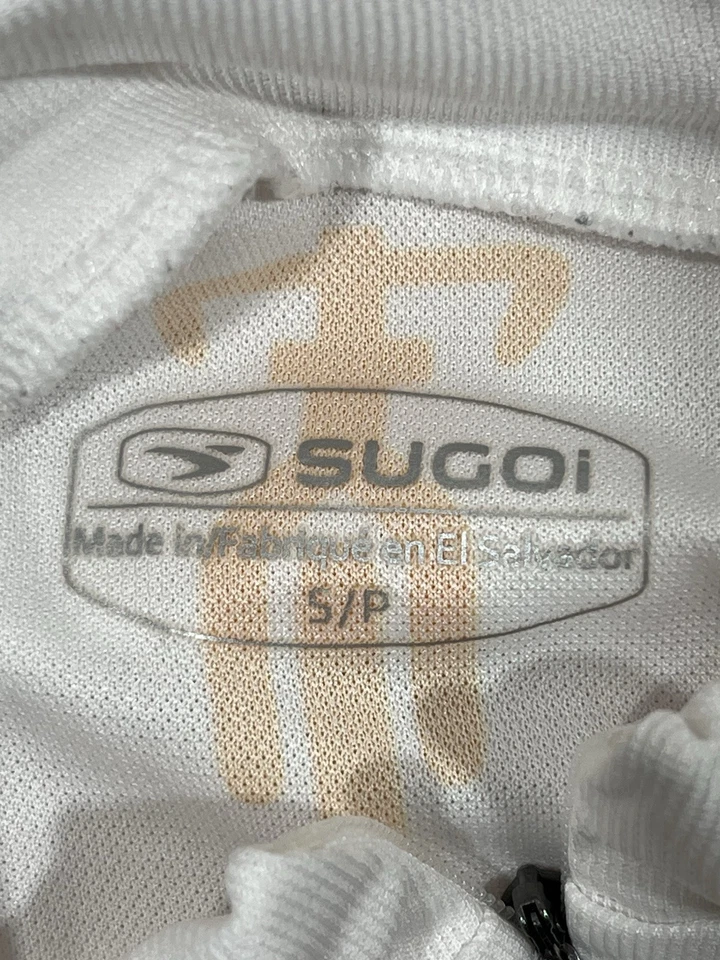 SUGOi
Made in/Fabriqué en El Salvador
S/P